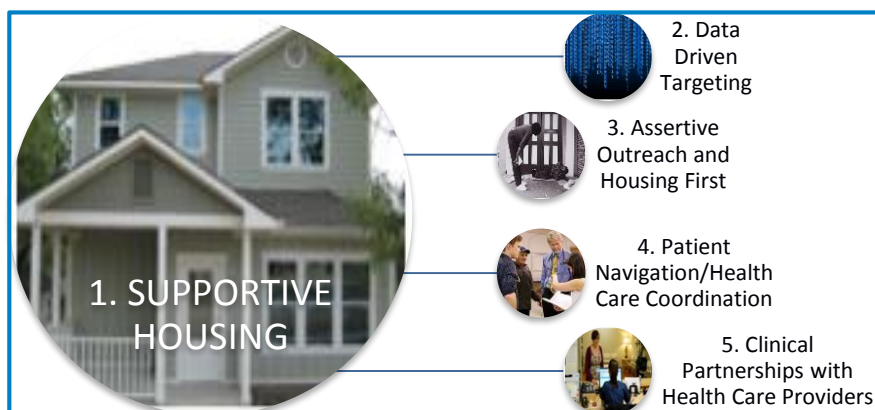 1. SUPPORTIVE
HOUSING
2. Data
Driven
Targeting
3. Assertive
Outreach and
Housing First
4. Patient
Navigation/Health
Care Coordination
5. Clinical
Partnerships with
Health Care Providers